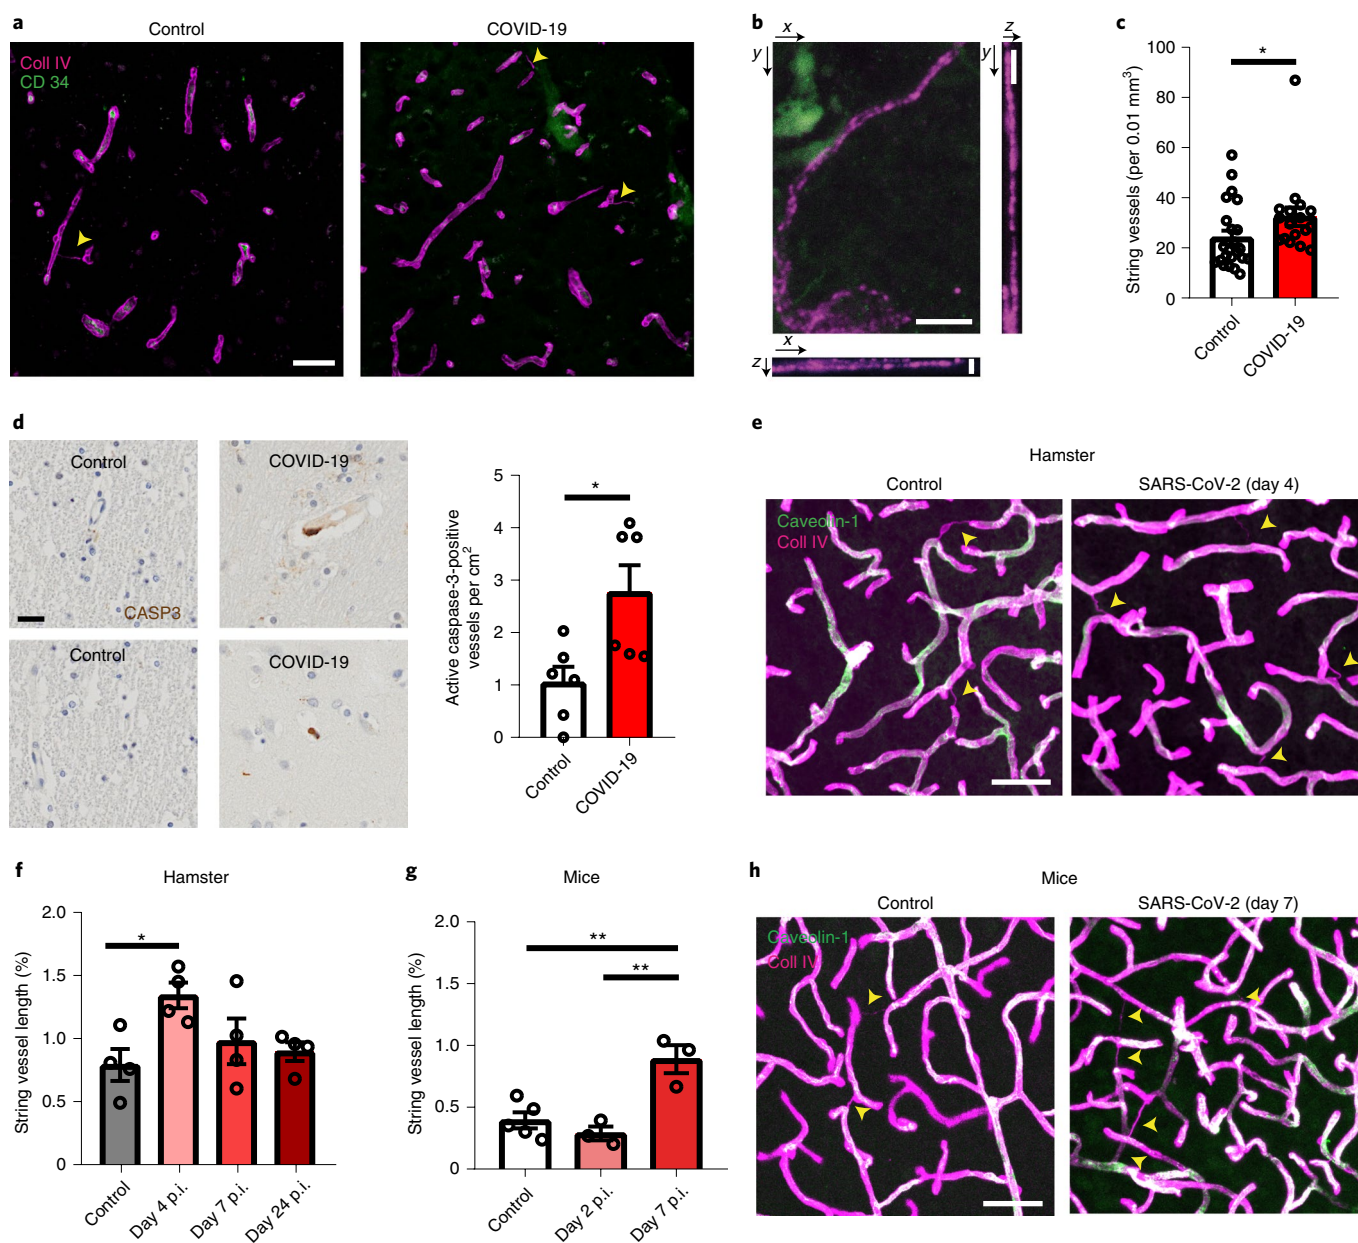 a
Control
COVID-19
Coll IV
CD 34
b
x
y
z
y
x
z
c
String vessels (per 0.01 mm³)
100
80
60
40
20
0
*
Control
COVID-19
d
Control
COVID-19
CASP3
Control
COVID-19
Active caspase-3-positive
vessels per cm²
5
4
3
2
1
0
*
Control
COVID-19
e
Hamster
Control
SARS-CoV-2 (day 4)
Caveolin-1
Coll IV
f
Hamster
String vessel length (%)
2.0
1.5
1.0
0.5
0
*
Control
Day 4 p.i.
Day 7 p.i.
Day 24 p.i.
g
Mice
String vessel length (%)
2.0
1.5
1.0
0.5
0
**
**
Control
Day 2 p.i.
Day 7 p.i.
h
Mice
Control
SARS-CoV-2 (day 7)
Caveolin-1
Coll IV